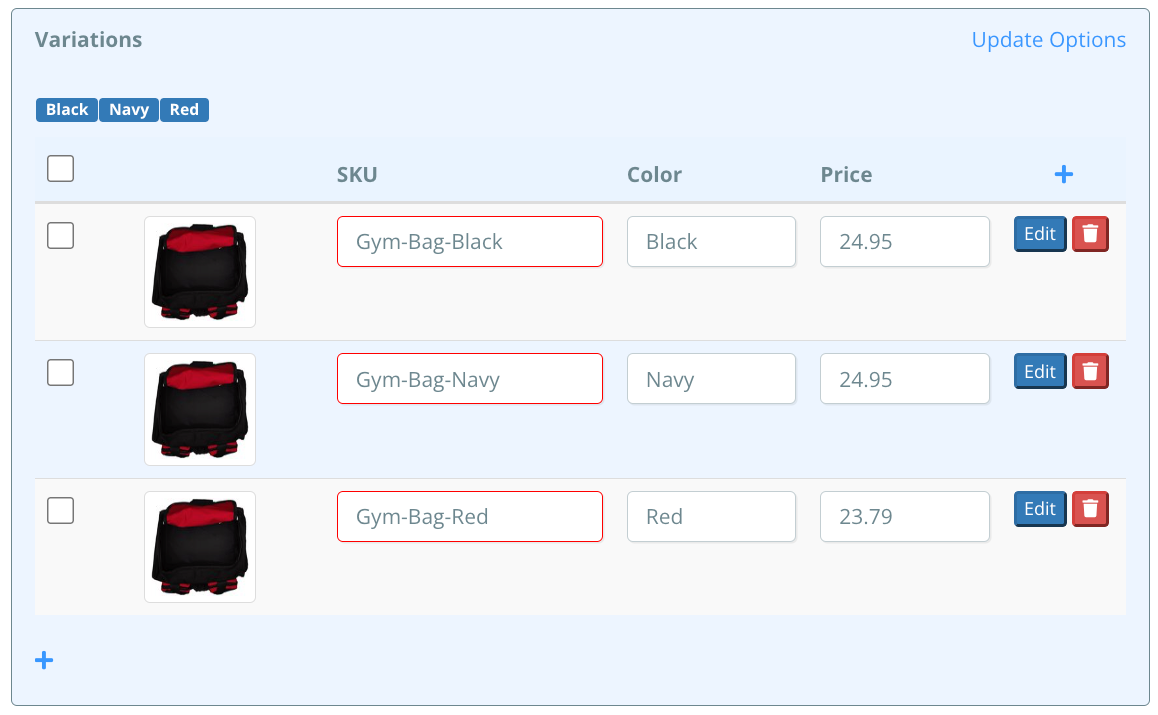 Variations Update Options
Black Navy Red
SKU Color Price
Gym-Bag-Black Black 24.95 Edit
Gym-Bag-Navy Navy 24.95 Edit
Gym-Bag-Red Red 23.79 Edit